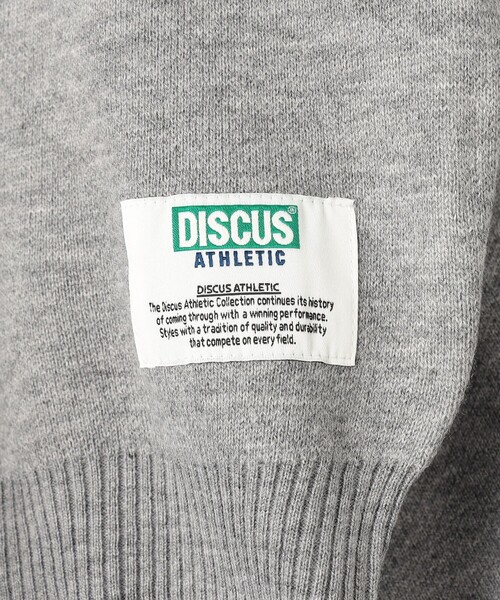 DISCUS®
ATHLETIC
DISCUS ATHLETIC
The Discus Athletic Collection continues its history
of coming through with a winning performance.
Styles with a tradition of quality and durability
that compete on every field.